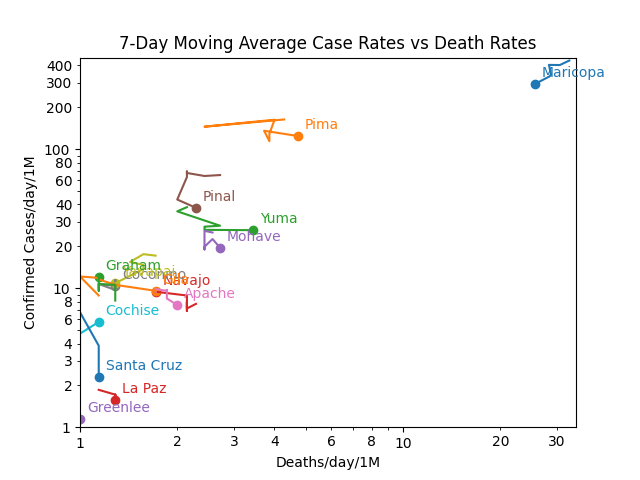 7-Day Moving Average Case Rates vs Death Rates
Confirmed Cases/day/1M
400
300
200
100
80
60
40
30
20
10
8
6
4
3
2
1
Maricopa
Pima
Pinal
Yuma
Mohave
Graham
Coconino
Navajo
Apache
Cochise
Santa Cruz
La Paz
Greenlee
1
2
3
4
6
8
10
20
30
Deaths/day/1M